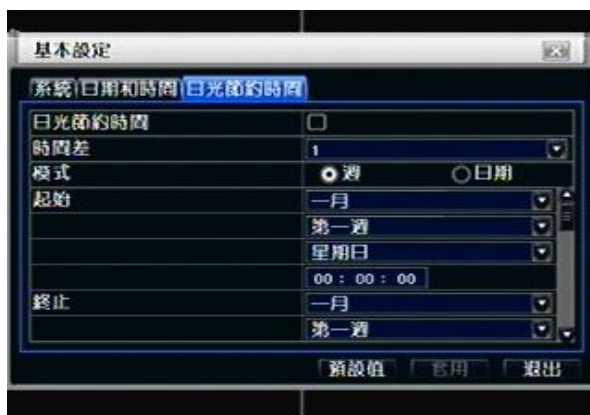 基本設定
系統 日期和時間 日光節約時間
日光節約時間
時間差 1
模式 週 日期
起始 一月
第一週
星期日
00 : 00 : 00
終止 一月
第一週
預設值 套用 退出